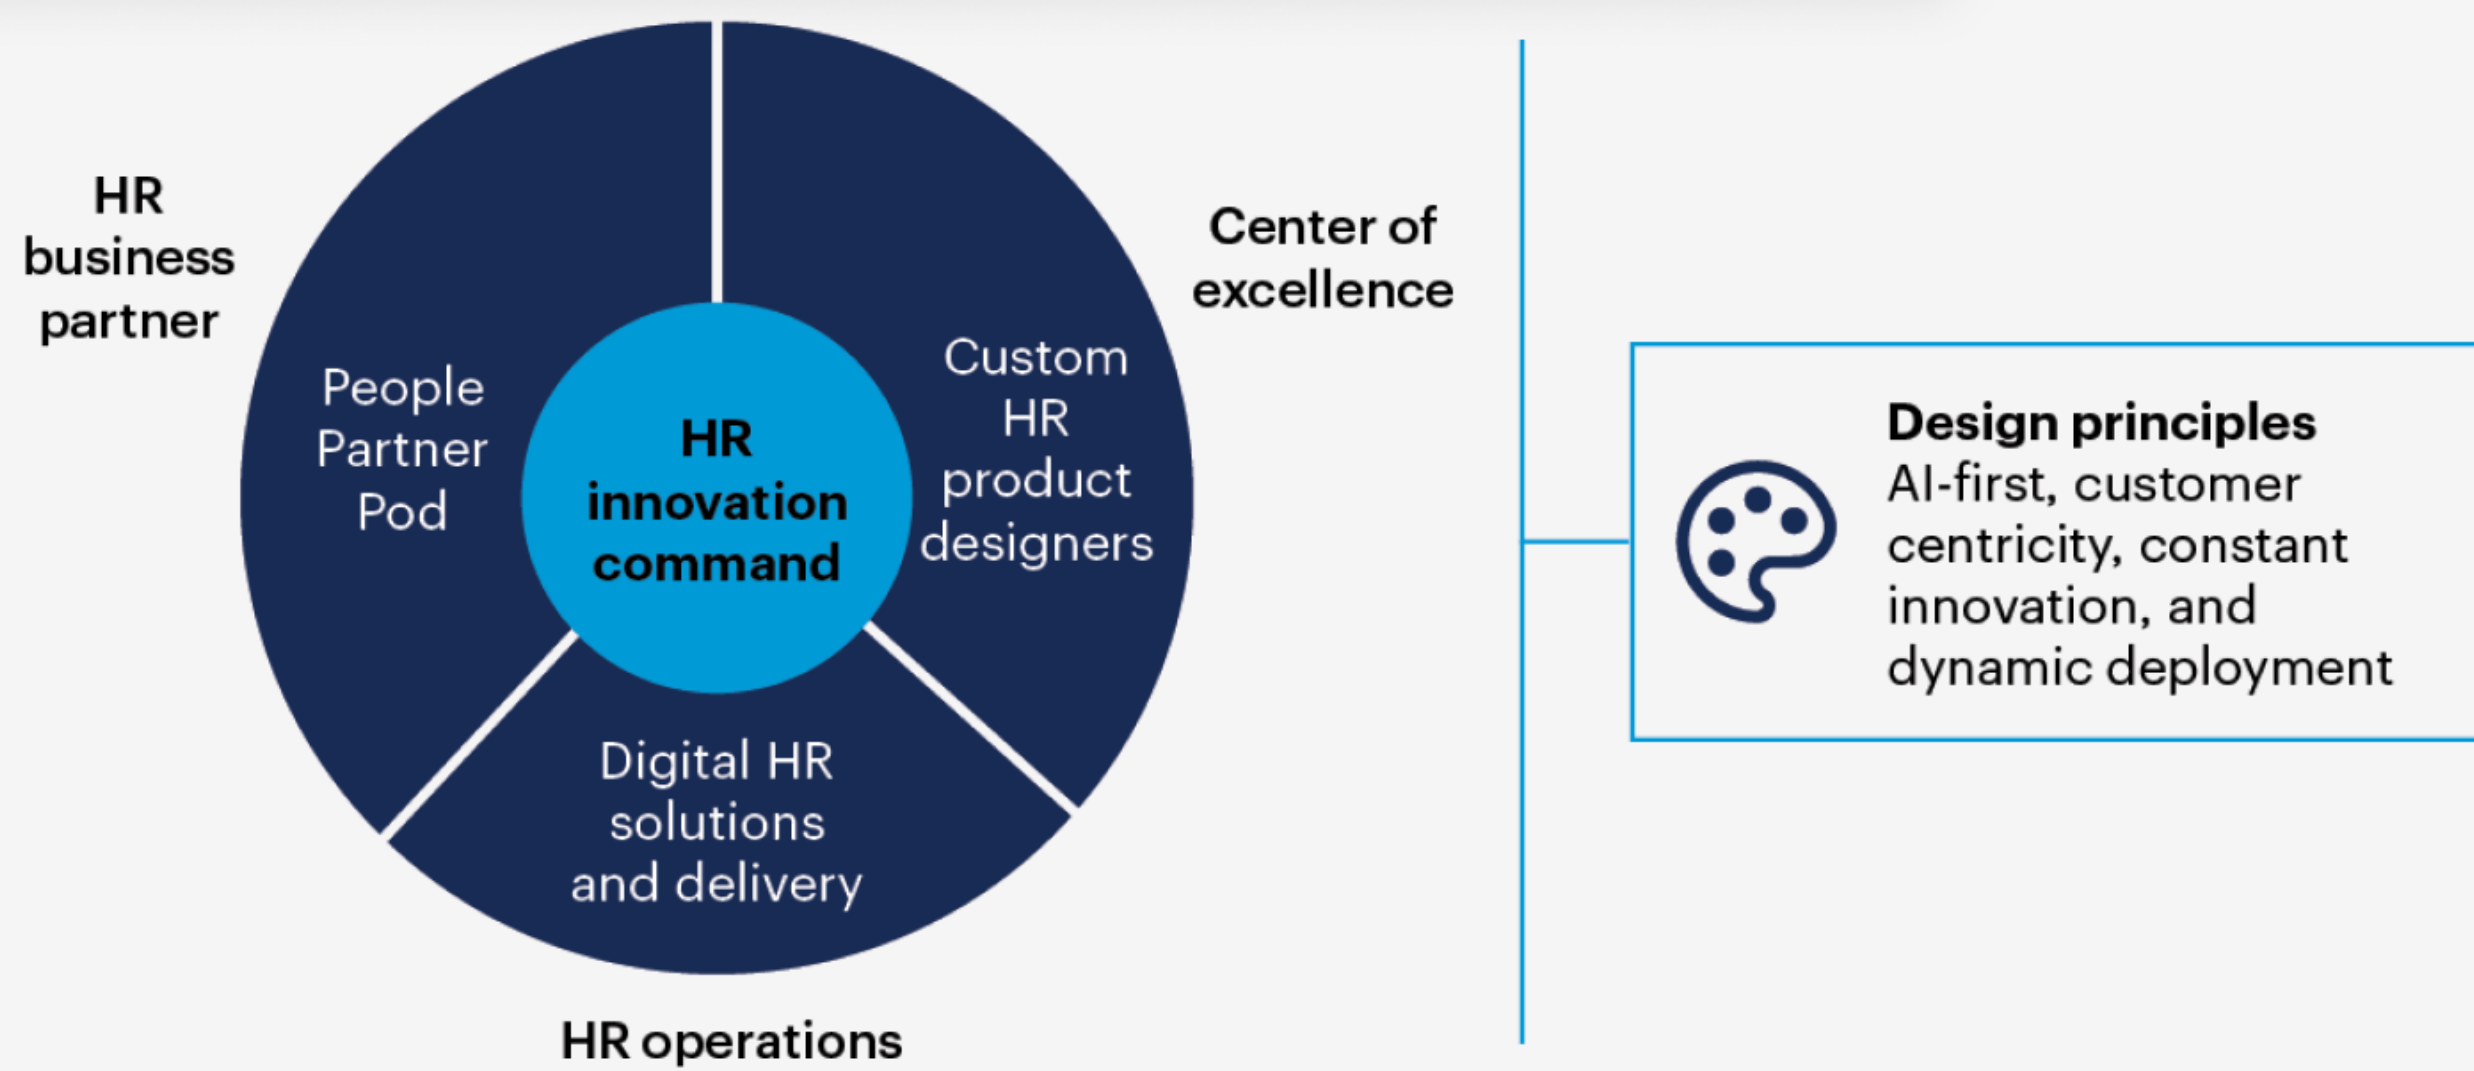 HR
business
partner
People
Partner
Pod
HR
innovation
command
Custom
HR
product
designers
Center of
excellence
Digital HR
solutions
and delivery
HR operations
Design principles
AI-first, customer
centricity, constant
innovation, and
dynamic deployment